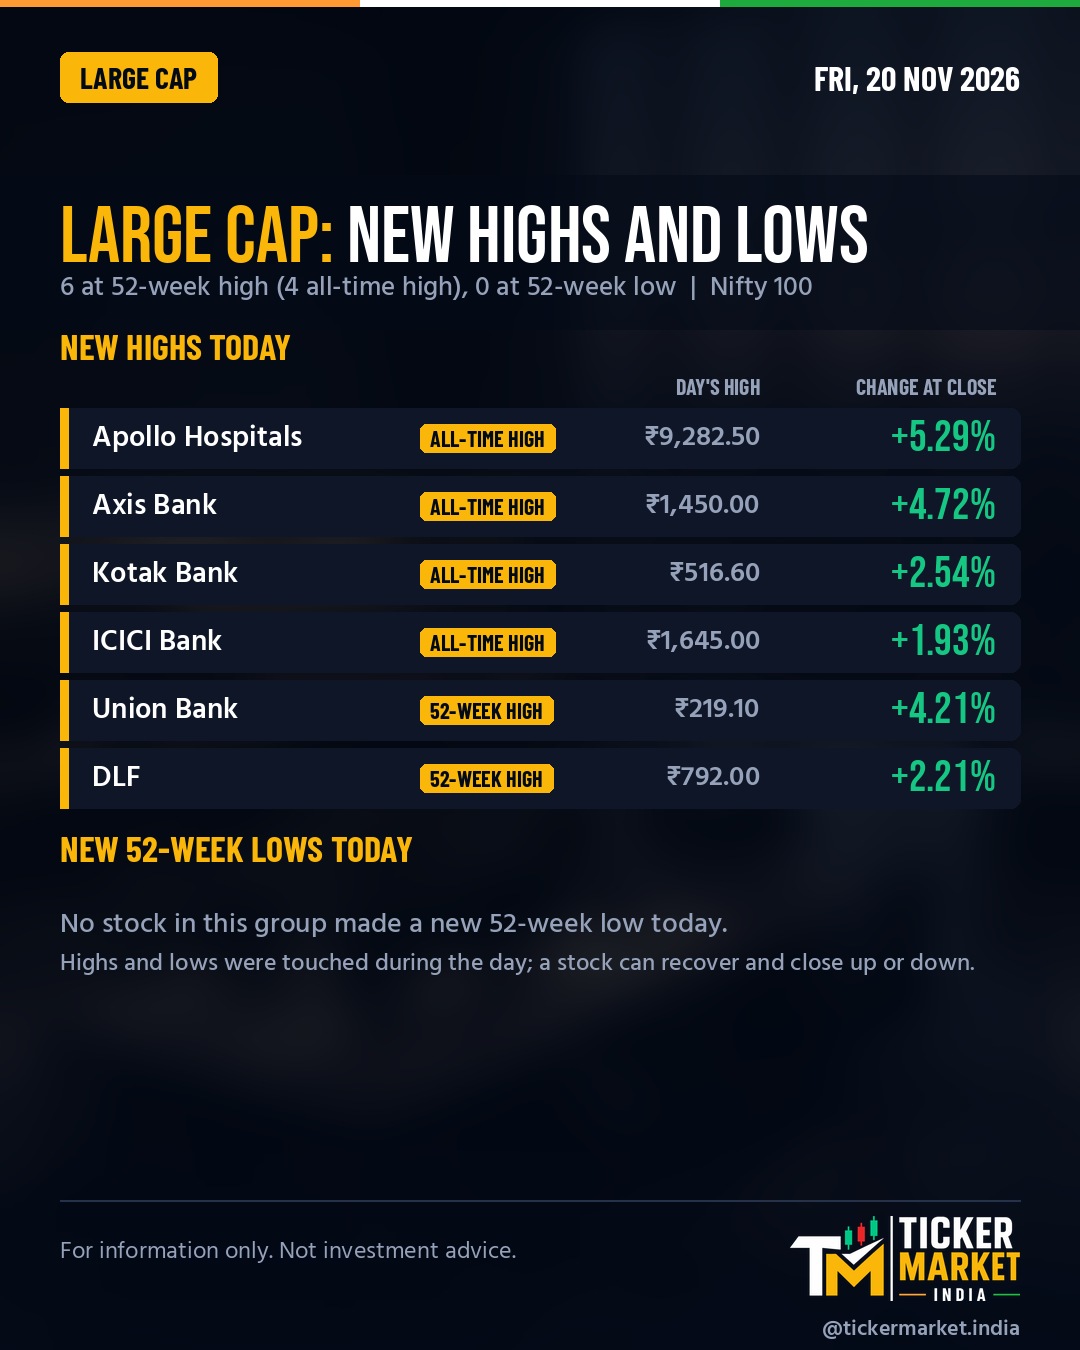 LARGE CAP
FRI, 20 NOV 2026
LARGE CAP: NEW HIGHS AND LOWS
6 at 52-week high (4 all-time high), 0 at 52-week low | Nifty 100
NEW HIGHS TODAY
DAY'S HIGH CHANGE AT CLOSE
Apollo Hospitals ALL-TIME HIGH ₹9,282.50 +5.29%
Axis Bank ALL-TIME HIGH ₹1,450.00 +4.72%
Kotak Bank ALL-TIME HIGH ₹516.60 +2.54%
ICICI Bank ALL-TIME HIGH ₹1,645.00 +1.93%
Union Bank 52-WEEK HIGH ₹219.10 +4.21%
DLF 52-WEEK HIGH ₹792.00 +2.21%
NEW 52-WEEK LOWS TODAY
No stock in this group made a new 52-week low today.
Highs and lows were touched during the day; a stock can recover and close up or down.
For information only. Not investment advice.
TM TICKER
MARKET
INDIA
@tickermarket.india